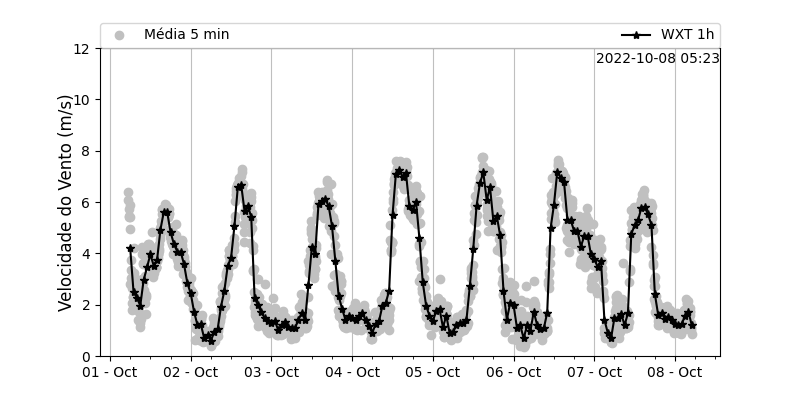 Média 5 min
WXT 1h
2022-10-08 05:23
Velocidade do Vento (m/s)
12
10
8
6
4
2
0
01 - Oct
02 - Oct
03 - Oct
04 - Oct
05 - Oct
06 - Oct
07 - Oct
08 - Oct